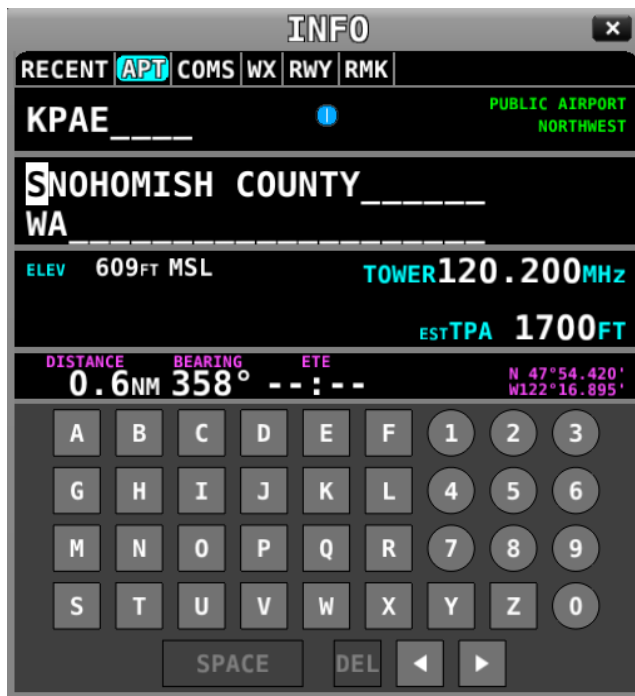 INFO
RECENT APT COMS WX RWY RMK
KPAE____
PUBLIC AIRPORT
NORTHWEST
SNOHOMISH COUNTY______
WA______________________
ELEV 609FT MSL TOWER120.200MHz
ESTTPA 1700FT
DISTANCE BEARING ETE
0.6NM 358° --:--
N 47°54.420'
W122°16.895'
A B C D E F 1 2 3
G H I J K L 4 5 6
M N O P Q R 7 8 9
S T U V W X Y Z 0
SPACE DEL